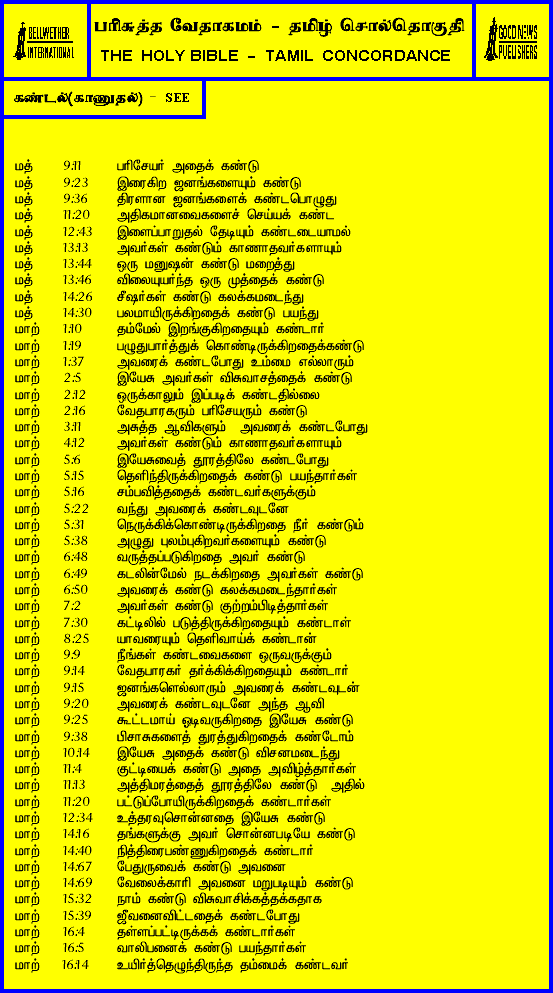 BELLWETHER INTERNATIONAL
பரிசுத்த வேதாகமம் – தமிழ் சொல்தொகுதி
THE HOLY BIBLE – TAMIL CONCORDANCE
GOOD NEWS PUBLISHERS
கண்டல்(காணுதல்) – SEE
மத் 9:11 பரிசேயர் அதைக் கண்டு
மத் 9:23 இரைகிற ஜனங்களையும் கண்டு
மத் 9:36 திரளான ஜனங்களைக் கண்டபொழுது
மத் 11:20 அதிகமானவைகளைச் செய்யக் கண்ட
மத் 12:43 இளைப்பாறுதல் தேடியும் கண்டடையாமல்
மத் 13:13 அவர்கள் கண்டும் காணாதவர்களாயும்
மத் 13:44 ஒரு மனுஷன் கண்டு மறைத்து
மத் 13:46 விலையுயர்ந்த ஒரு முத்தைக் கண்டு
மத் 14:26 சீஷர்கள் கண்டு கலக்கமடைந்து
மத் 14:30 பலமாயிருக்கிறதைக் கண்டு பயந்து
மாற் 1:10 தம்மேல் இறங்குகிறதையும் கண்டார்
மாற் 1:19 பழுதுபார்த்துக் கொண்டிருக்கிறதைக்கண்டு
மாற் 1:37 அவரைக் கண்டபோது உம்மை எல்லாரும்
மாற் 2:5 இயேசு அவர்கள் விசுவாசத்தைக் கண்டு
மாற் 2:12 ஒருக்காலும் இப்படிக் கண்டதில்லை
மாற் 2:16 வேதபாரகரும் பரிசேயரும் கண்டு
மாற் 3:11 அசுத்த ஆவிகளும் அவரைக் கண்டபோது
மாற் 4:12 அவர்கள் கண்டும் காணாதவர்களாயும்
மாற் 5:6 இயேசுவைத் தூரத்திலே கண்டபோது
மாற் 5:15 தெளிந்திருக்கிறதைக் கண்டு பயந்தார்கள்
மாற் 5:16 சம்பவித்ததைக் கண்டவர்களுக்கும்
மாற் 5:22 வந்து அவரைக் கண்டவுடனே
மாற் 5:31 நெருக்கிக்கொண்டிருக்கிறதை நீர் கண்டும்
மாற் 5:38 அழுது புலம்புகிறவர்களையும் கண்டு
மாற் 6:48 வருத்தப்படுகிறதை அவர் கண்டு
மாற் 6:49 கடலின்மேல் நடக்கிறதை அவர்கள் கண்டு
மாற் 6:50 அவரைக் கண்டு கலக்கமடைந்தார்கள்
மாற் 7:2 அவர்கள் கண்டு குற்றம்பிடித்தார்கள்
மாற் 7:30 கட்டிலில் படுத்திருக்கிறதையும் கண்டாள்
மாற் 8:25 யாவரையும் தெளிவாய்க் கண்டான்
மாற் 9:9 நீங்கள் கண்டவைகளை ஒருவருக்கும்
மாற் 9:14 வேதபாரகர் தர்க்கிக்கிறதையும் கண்டார்
மாற் 9:15 ஜனங்களெல்லாரும் அவரைக் கண்டவுடன்
மாற் 9:20 அவரைக் கண்டவுடனே அந்த ஆவி
மாற் 9:25 கூட்டமாய் ஓடிவருகிறதை இயேசு கண்டு
மாற் 9:38 பிசாசுகளைத் துரத்துகிறதைக் கண்டோம்
மாற் 10:14 இயேசு அதைக் கண்டு விசனமடைந்து
மாற் 11:4 குட்டியைக் கண்டு அதை அவிழ்த்தார்கள்
மாற் 11:13 அத்திமரத்தைத் தூரத்திலே கண்டு அதில்
மாற் 11:20 பட்டுப்போயிருக்கிறதைக் கண்டார்கள்
மாற் 12:34 உத்தரவுசொன்னதை இயேசு கண்டு
மாற் 14:16 தங்களுக்கு அவர் சொன்னபடியே கண்டு
மாற் 14:40 நித்திரைபண்ணுகிறதைக் கண்டார்
மாற் 14:67 பேதுருவைக் கண்டு அவனை
மாற் 14:69 வேலைக்காரி அவனை மறுபடியும் கண்டு
மாற் 15:32 நாம் கண்டு விசுவாசிக்கத்தக்கதாக
மாற் 15:39 ஜீவனைவிட்டதைக் கண்டபோது
மாற் 16:4 தள்ளப்பட்டிருக்கக் கண்டார்கள்
மாற் 16:5 வாலிபனைக் கண்டு பயந்தார்கள்
மாற் 16:14 உயிர்த்தெழுந்திருந்த தம்மைக் கண்டவர்